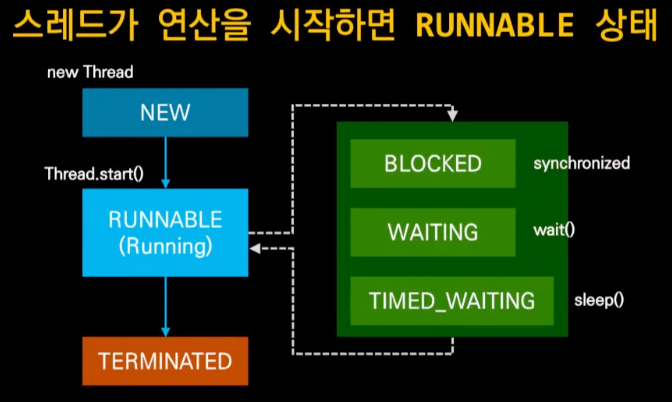 스레드가 연산을 시작하면 RUNNABLE 상태
new Thread
NEW
Thread.start()
RUNNABLE
(Running)
TERMINATED
BLOCKED
synchronized
WAITING
wait()
TIMED_WAITING
sleep()